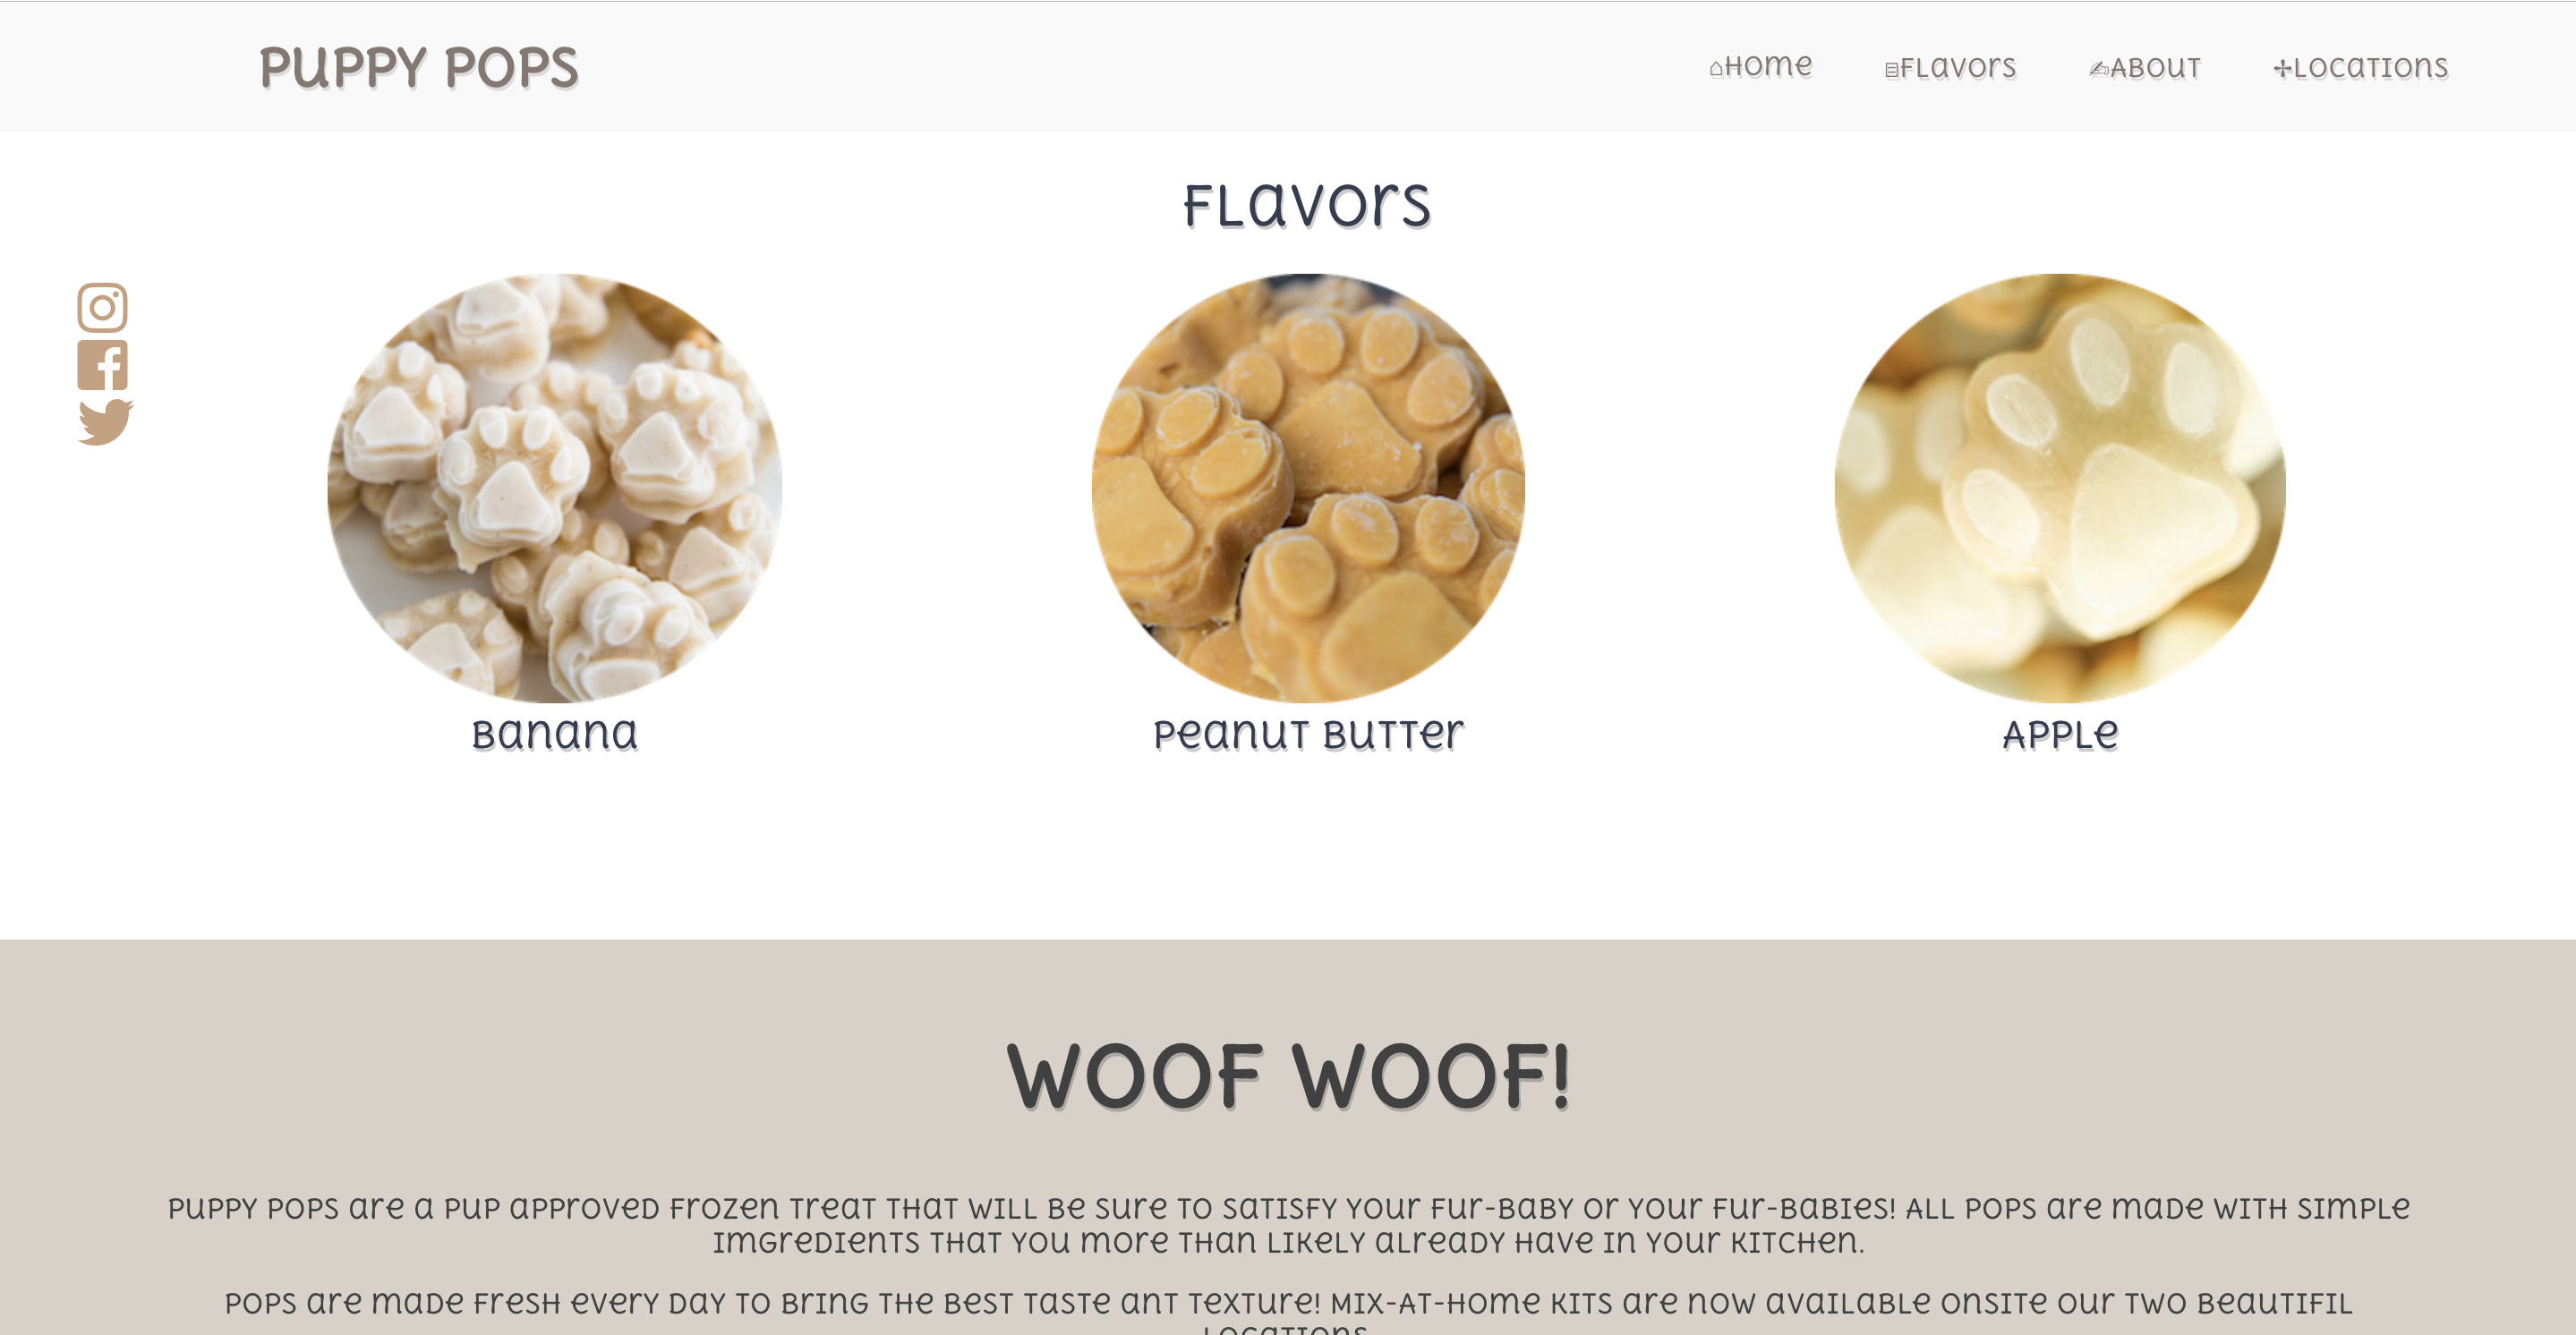 PUPPY POPS
⌂Home
⌸Flavors
✍About
✢Locations
Flavors
Banana
Peanut Butter
Apple
WOOF WOOF!
Puppy Pops are a pup approved frozen treat that will be sure to satisfy your fur-baby or your fur-babies! All pops are made with simple
imgredients that you more than likely already have in your kitchen.
Pops are made fresh every day to bring the best taste ant texture! Mix-at-home kits are now available onsite our two beautifil
locations